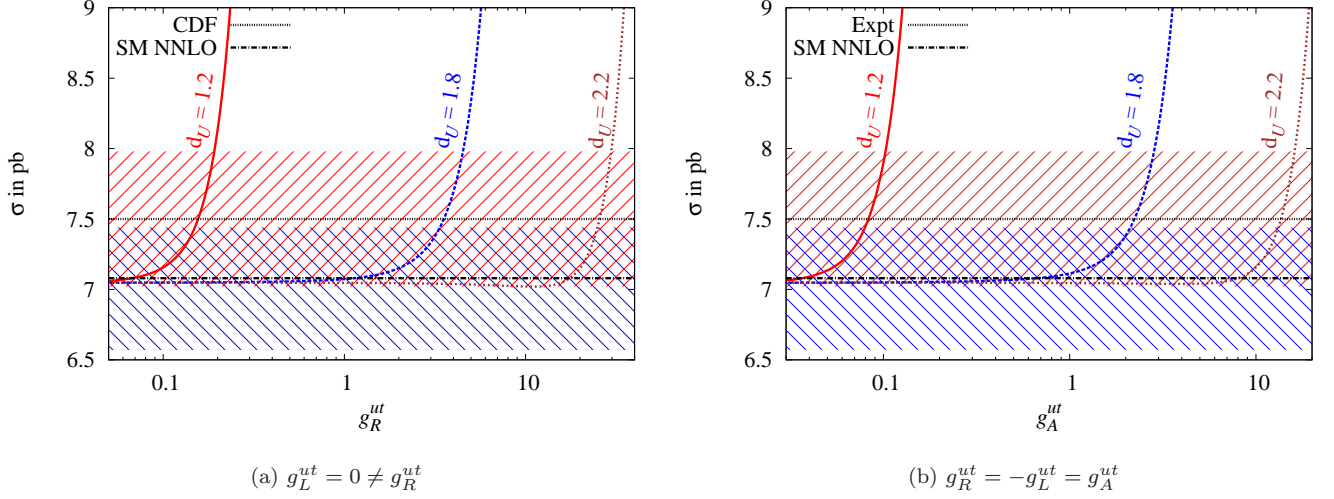 9
8.5
8
7.5
7
6.5
σ in pb
CDF
SM NNLO
d_U = 1.2
d_U = 1.8
d_U = 2.2
0.1
1
10
g_R^{ut}
(a) g_L^{ut} = 0 ≠ g_R^{ut}
9
8.5
8
7.5
7
6.5
σ in pb
Expt
SM NNLO
d_U = 1.2
d_U = 1.8
d_U = 2.2
0.1
1
10
g_A^{ut}
(b) g_R^{ut} = −g_L^{ut} = g_A^{ut}